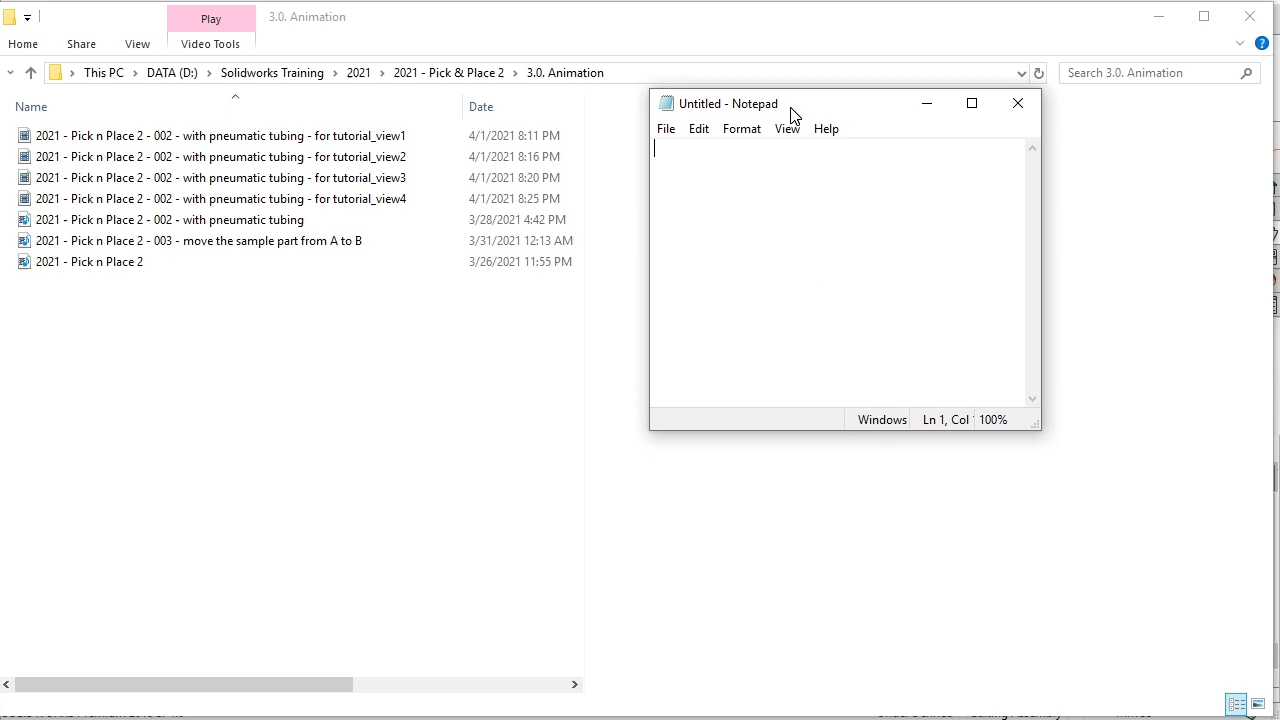 Play
3.0. Animation
Home
Share
View
Video Tools
This PC
DATA (D:)
Solidworks Training
2021
2021 - Pick & Place 2
3.0. Animation
Search 3.0. Animation
Name
Date
2021 - Pick n Place 2 - 002 - with pneumatic tubing - for tutorial_view1
4/1/2021 8:11 PM
2021 - Pick n Place 2 - 002 - with pneumatic tubing - for tutorial_view2
4/1/2021 8:16 PM
2021 - Pick n Place 2 - 002 - with pneumatic tubing - for tutorial_view3
4/1/2021 8:20 PM
2021 - Pick n Place 2 - 002 - with pneumatic tubing - for tutorial_view4
4/1/2021 8:25 PM
2021 - Pick n Place 2 - 002 - with pneumatic tubing
3/28/2021 4:42 PM
2021 - Pick n Place 2 - 003 - move the sample part from A to B
3/31/2021 12:13 AM
2021 - Pick n Place 2
3/26/2021 11:55 PM
Untitled - Notepad
File
Edit
Format
View
Help
Windows
Ln 1, Col
100%